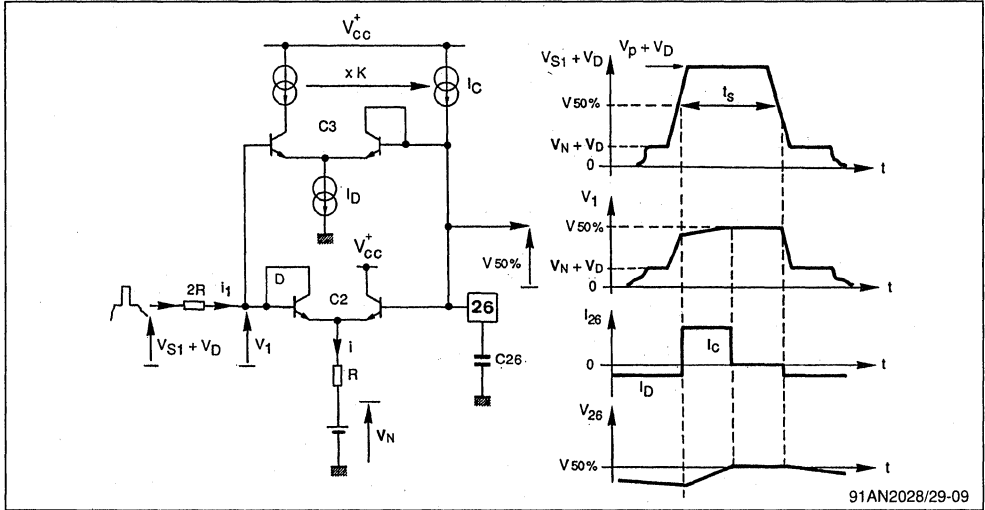 V+CC
x K
IC
C3
ID
V+CC
V 50%
D
C2
26
2R
i1
VS1 + VD
V1
i
R
C26
VN
VS1 + VD
Vp + VD
V 50%
tS
VN + VD
0
t
V1
V 50%
VN + VD
0
t
I26
IC
0
t
ID
V26
V 50%
t
91AN2028/29-09